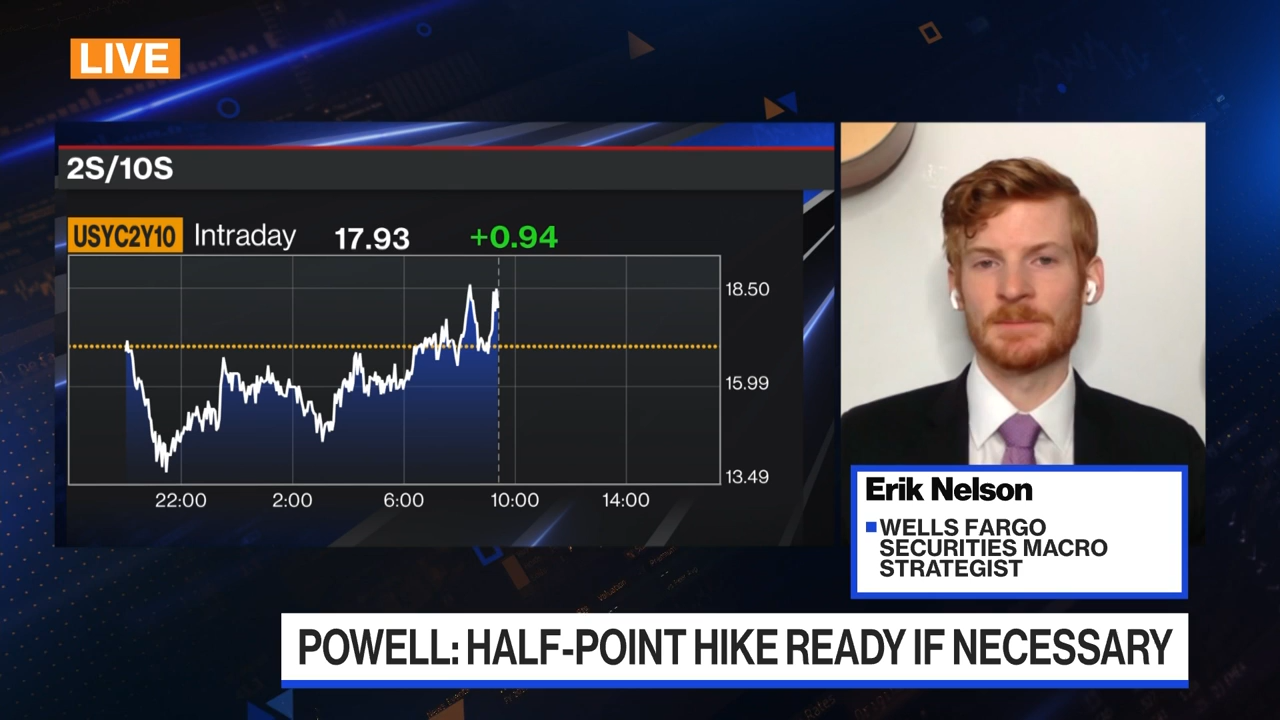 LIVE
2S/10S
USYC2Y10 Intraday 17.93 +0.94
18.50
15.99
13.49
22:00 2:00 6:00 10:00 14:00
Erik Nelson
WELLS FARGO
SECURITIES MACRO
STRATEGIST
POWELL: HALF-POINT HIKE READY IF NECESSARY